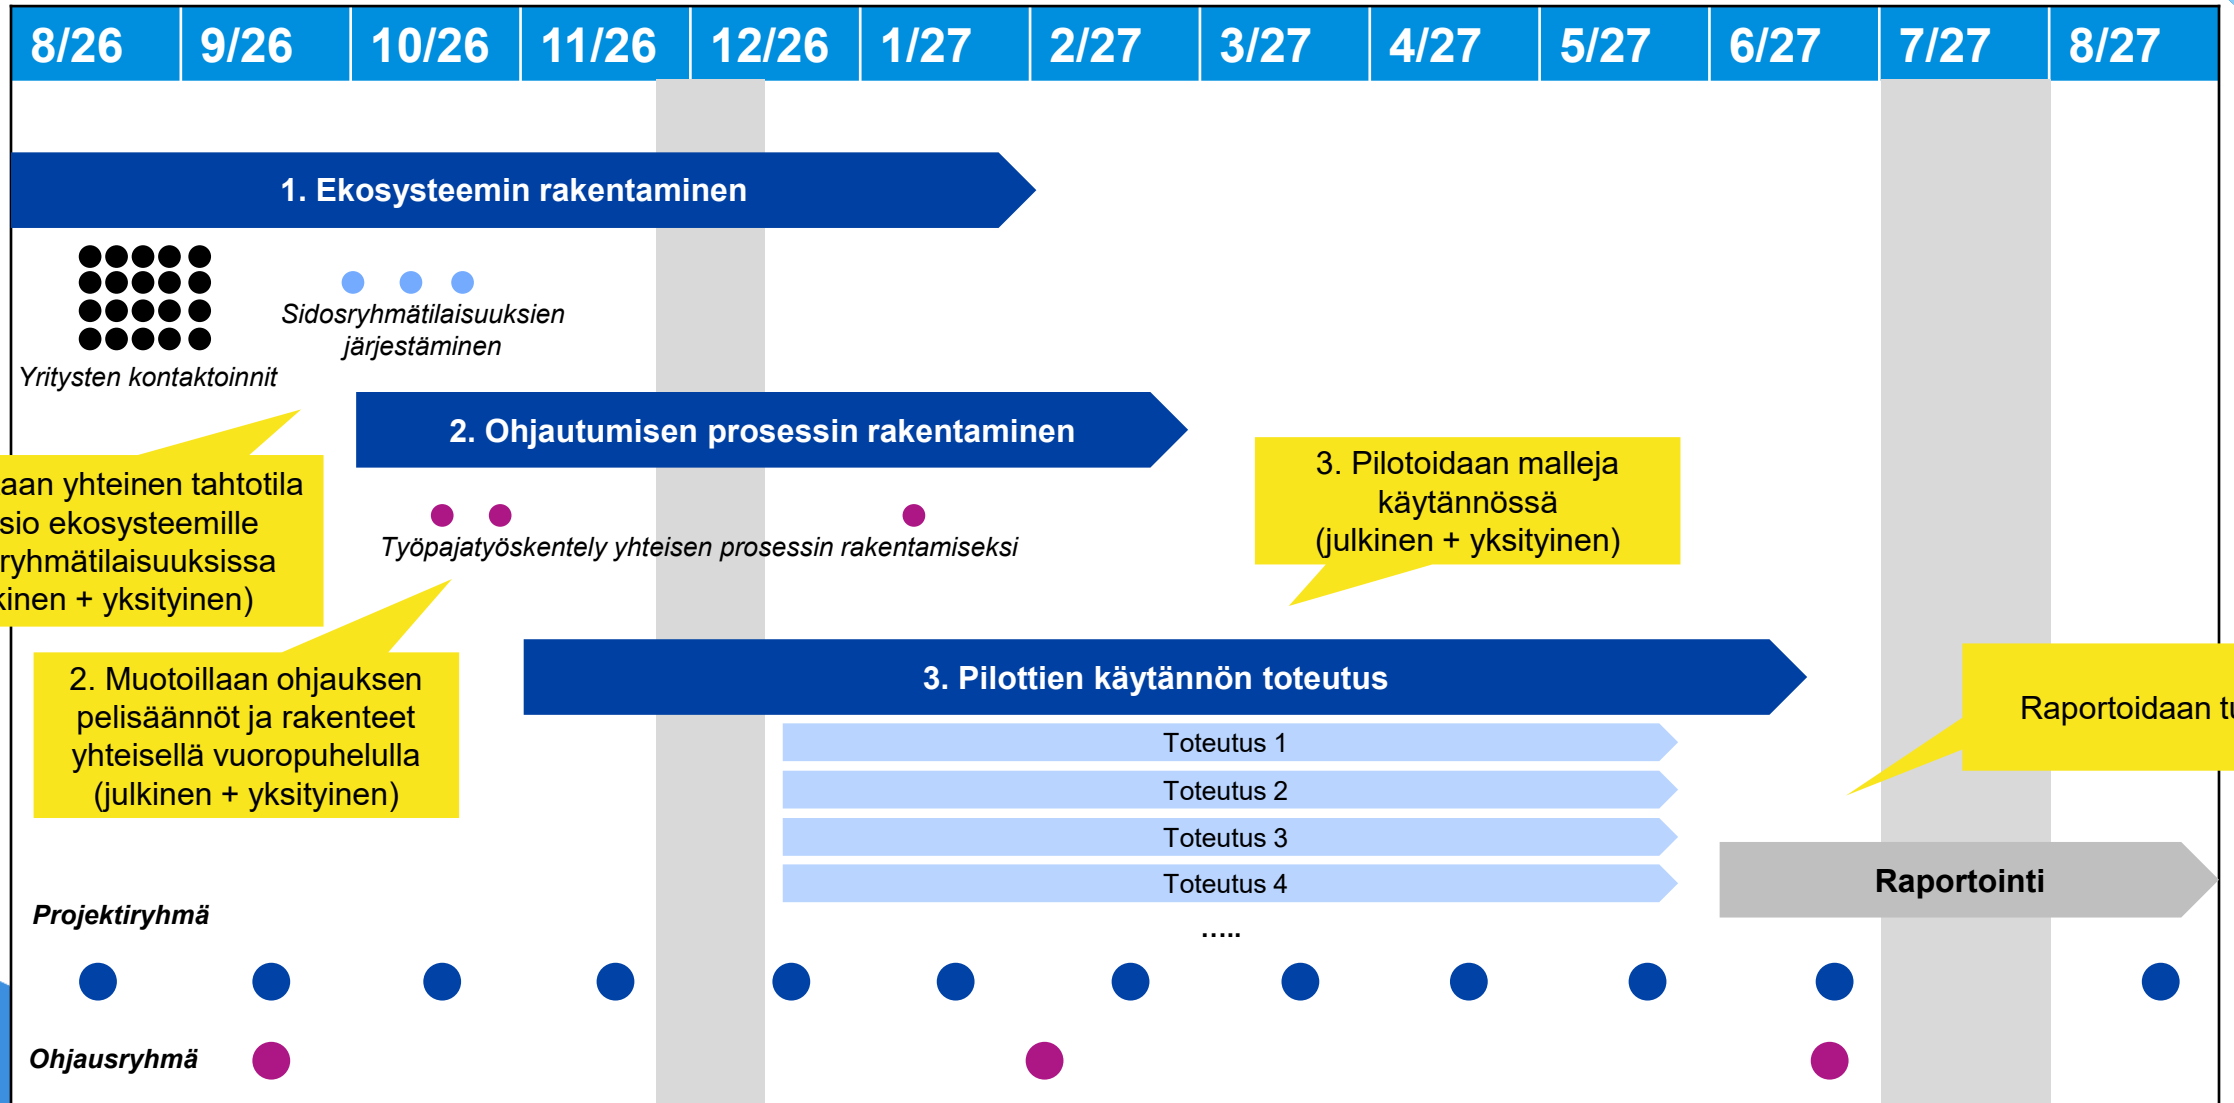 8/26 9/26 10/26 11/26 12/26 1/27 2/27 3/27 4/27 5/27 6/27 7/27 8/27
1. Ekosysteemin rakentaminen
Sidosryhmätilaisuuksien
järjestäminen
Yritysten kontaktoinnit
2. Ohjautumisen prosessin rakentaminen
yhteinen tahtotila
ekosysteemille
+ yksityinen)
Työpajatyöskentely yhteisen prosessin rakentamiseksi
3. Pilotoidaan malleja
käytännössä
(julkinen + yksityinen)
2. Muotoillaan ohjauksen
pelisäännöt ja rakenteet
yhteisellä vuoropuhelulla
(julkinen + yksityinen)
3. Pilottien käytännön toteutus
Raportoidaan
Toteutus 1
Toteutus 2
Toteutus 3
Toteutus 4
.....
Raportointi
Projektiryhmä
Ohjausryhmä